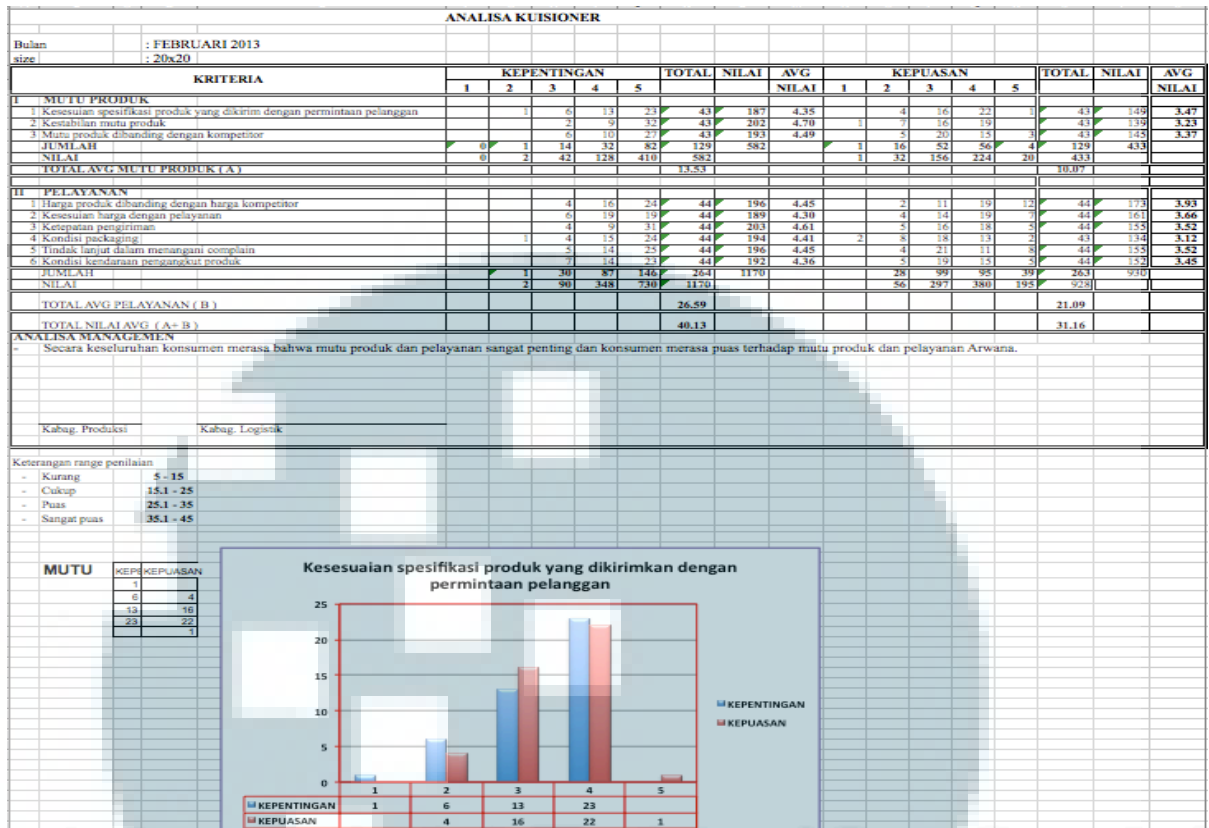 ANALISA KUISIONER
Bulan : FEBRUARI 2013
size : 20x20
KRITERIA KEPENTINGAN TOTAL NILAI AVG KEPUASAN TOTAL NILAI AVG
1 2 3 4 5 NILAI 1 2 3 4 5 NILAI
I MUTU PRODUK
1 Kesesuian spesifikasi produk yang dikirim dengan permintaan pelanggan 1 6 13 23 43 187 4.35 4 16 22 1 43 149 3.47
2 Kestabilan mutu produk 2 9 32 43 202 4.70 1 7 16 19 43 139 3.23
3 Mutu produk dibanding dengan kompetitor 6 10 27 43 193 4.49 5 20 15 3 43 145 3.37
JUMLAH 0 1 14 32 82 129 582 1 16 52 56 4 129 433
NILAI 0 2 42 128 410 582 1 32 156 224 20 433
TOTAL AVG MUTU PRODUK ( A ) 13.53 10.07
II PELAYANAN
1 Harga produk dibanding dengan harga kompetitor 4 16 24 44 196 4.45 2 11 19 12 44 173 3.93
2 Kesesuian harga dengan pelayanan 6 19 19 44 189 4.30 4 14 19 7 44 161 3.66
3 Ketepatan pengiriman 4 9 31 44 203 4.61 5 16 18 5 44 155 3.52
4 Kondisi packaging 1 4 15 24 44 194 4.41 2 8 18 13 2 43 134 3.12
5 Tindak lanjut dalam menangani complain 5 14 25 44 196 4.45 4 21 11 8 44 155 3.52
6 Kondisi kendaraan pengangkut produk 7 14 23 44 192 4.36 5 19 15 5 44 152 3.45
JUMLAH 1 30 87 146 264 1170 28 99 95 39 263 930
NILAI 2 90 348 730 1170 56 297 380 195 928
TOTAL AVG PELAYANAN ( B ) 26.59 21.09
TOTAL NILAI AVG ( A+ B ) 40.13 31.16
ANALISA MANAGEMEN
- Secara keseluruhan konsumen merasa bahwa mutu produk dan pelayanan sangat penting dan konsumen merasa puas terhadap mutu produk dan pelayanan Arwana.
Kabag. Produksi Kabag. Logistik
Keterangan range penilaian
- Kurang 5 - 15
- Cukup 15.1 - 25
- Puas 25.1 - 35
- Sangat puas 35.1 - 45
MUTU KEPE KEPUASAN
1
6 4
13 16
23 22
1
Kesesuaian spesifikasi produk yang dikirimkan dengan
permintaan pelanggan
25
20
15
10
5
0
KEPENTINGAN
KEPUASAN
1 2 3 4 5
KEPENTINGAN 1 6 13 23
KEPUASAN 4 16 22 1